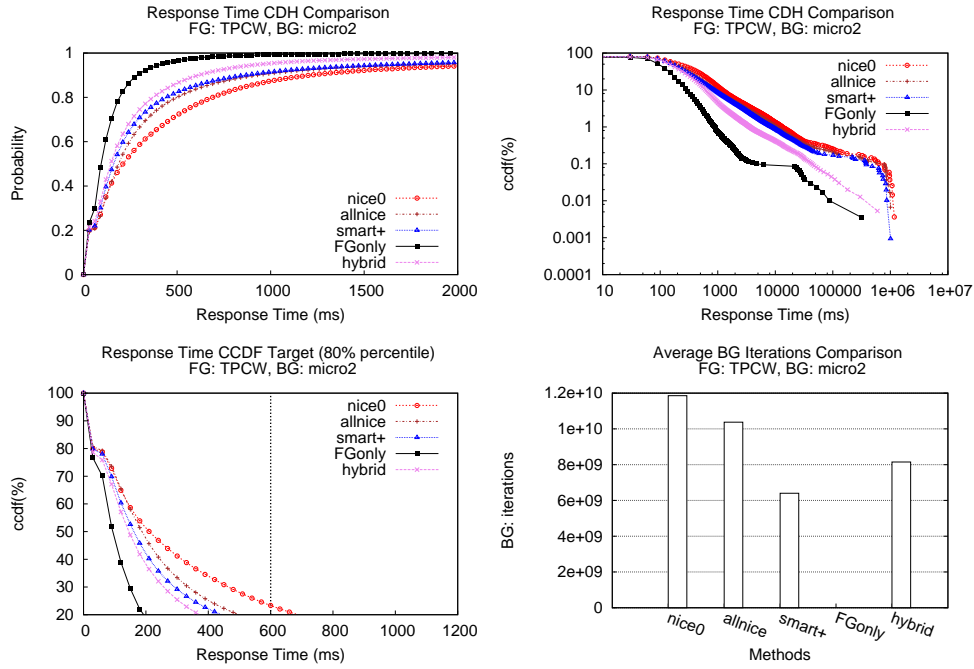 Response Time CDH Comparison
FG: TPCW, BG: micro2
1
0.8
0.6
0.4
0.2
0
Probability
nice0
allnice
smart+
FGonly
hybrid
0
500
1000
1500
2000
Response Time (ms)
Response Time CDH Comparison
FG: TPCW, BG: micro2
100
10
1
0.1
0.01
0.001
0.0001
ccdf(%)
nice0
allnice
smart+
FGonly
hybrid
10
100
1000
10000
100000
1e+06
1e+07
Response Time (ms)
Response Time CCDF Target (80% percentile)
FG: TPCW, BG: micro2
100
90
80
70
60
50
40
30
20
ccdf(%)
nice0
allnice
smart+
FGonly
hybrid
0
200
400
600
800
1000
1200
Response Time (ms)
Average BG Iterations Comparison
FG: TPCW, BG: micro2
1.2e+10
1e+10
8e+09
6e+09
4e+09
2e+09
0
BG: iterations
nice0
allnice
smart+
FGonly
hybrid
Methods